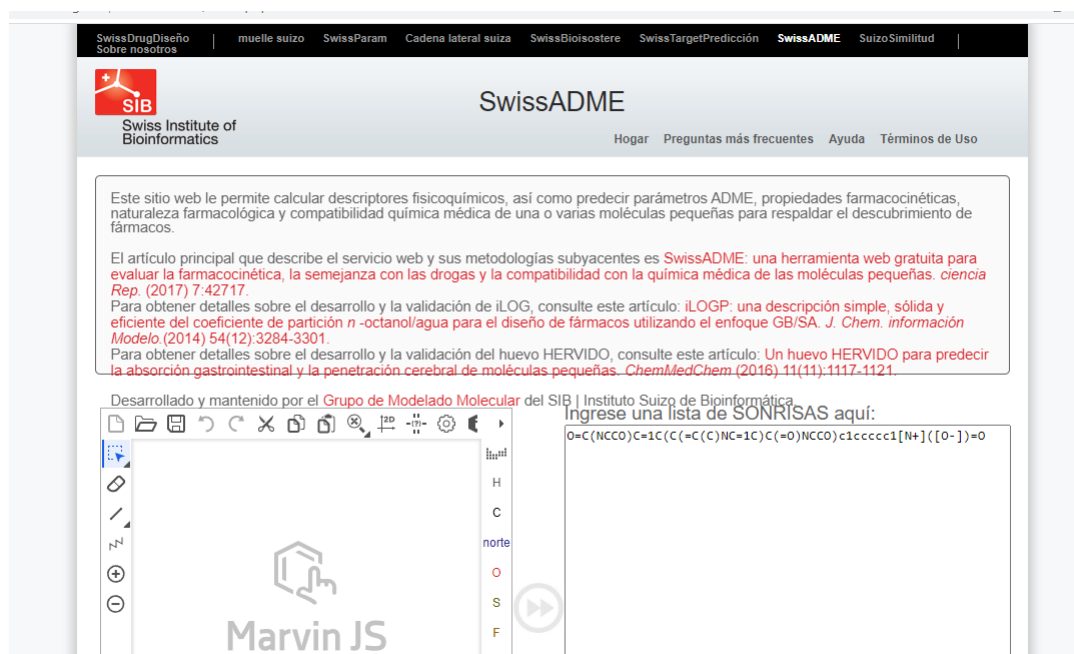 SwissDrugDiseño
Sobre nosotros
muelle suizo SwissParam Cadena lateral suiza SwissBioisostere SwissTargetPredicción SwissADME SuizoSimilitud
SIB
Swiss Institute of
Bioinformatics
SwissADME
Hogar Preguntas más frecuentes Ayuda Términos de Uso
Este sitio web le permite calcular descriptores fisicoquímicos, así como predecir parámetros ADME, propiedades farmacocinéticas,
naturaleza farmacológica y compatibilidad química médica de una o varias moléculas pequeñas para respaldar el descubrimiento de
fármacos.
El artículo principal que describe el servicio web y sus metodologías subyacentes es SwissADME: una herramienta web gratuita para
evaluar la farmacocinética, la semejanza con las drogas y la compatibilidad con la química médica de las moléculas pequeñas. ciencia
Rep. (2017) 7:42717.
Para obtener detalles sobre el desarrollo y la validación de iLOG, consulte este artículo: iLOGP: una descripción simple, sólida y
eficiente del coeficiente de partición n -octanol/agua para el diseño de fármacos utilizando el enfoque GB/SA. J. Chem. información
Modelo.(2014) 54(12):3284-3301.
Para obtener detalles sobre el desarrollo y la validación del huevo HERVIDO, consulte este artículo: Un huevo HERVIDO para predecir
la absorción gastrointestinal y la penetración cerebral de moléculas pequeñas. ChemMedChem (2016) 11(11):1117-1121.
Desarrollado y mantenido por el Grupo de Modelado Molecular del SIB | Instituto Suizo de Bioinformática.
Ingrese una lista de SONRISAS aquí:
O=C(NCCO)C=1C(C(=C(C)NC=1C)C(=O)NCCO)c1ccccc1[N+]([O-])=O
2D
H
C
norte
O
S
F
Marvin JS